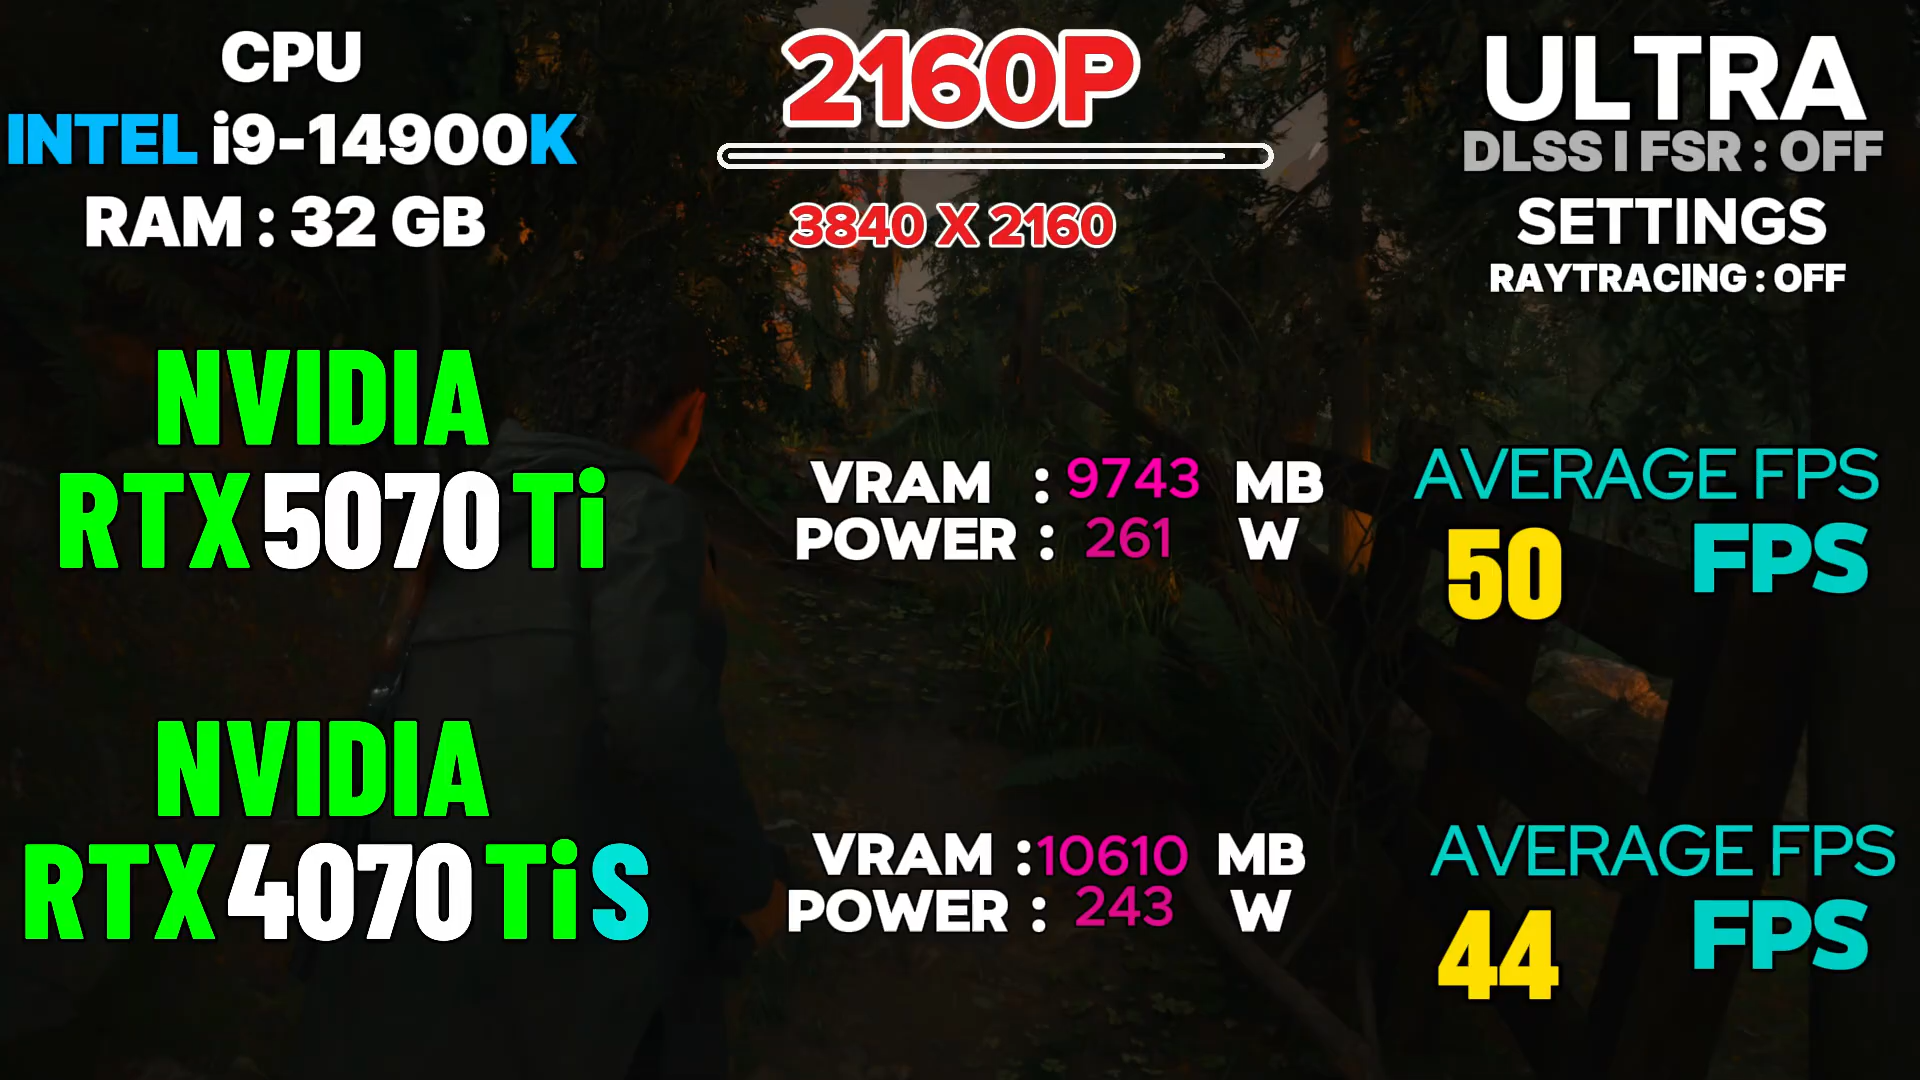 CPU
INTEL i9-14900K
RAM : 32 GB
2160P
3840 X 2160
ULTRA
DLSS | FSR : OFF
SETTINGS
RAYTRACING : OFF
NVIDIA
RTX 5070 Ti
VRAM : 9743 MB
POWER : 261 W
AVERAGE FPS
50 FPS
NVIDIA
RTX 4070 Ti S
VRAM : 10610 MB
POWER : 243 W
AVERAGE FPS
44 FPS